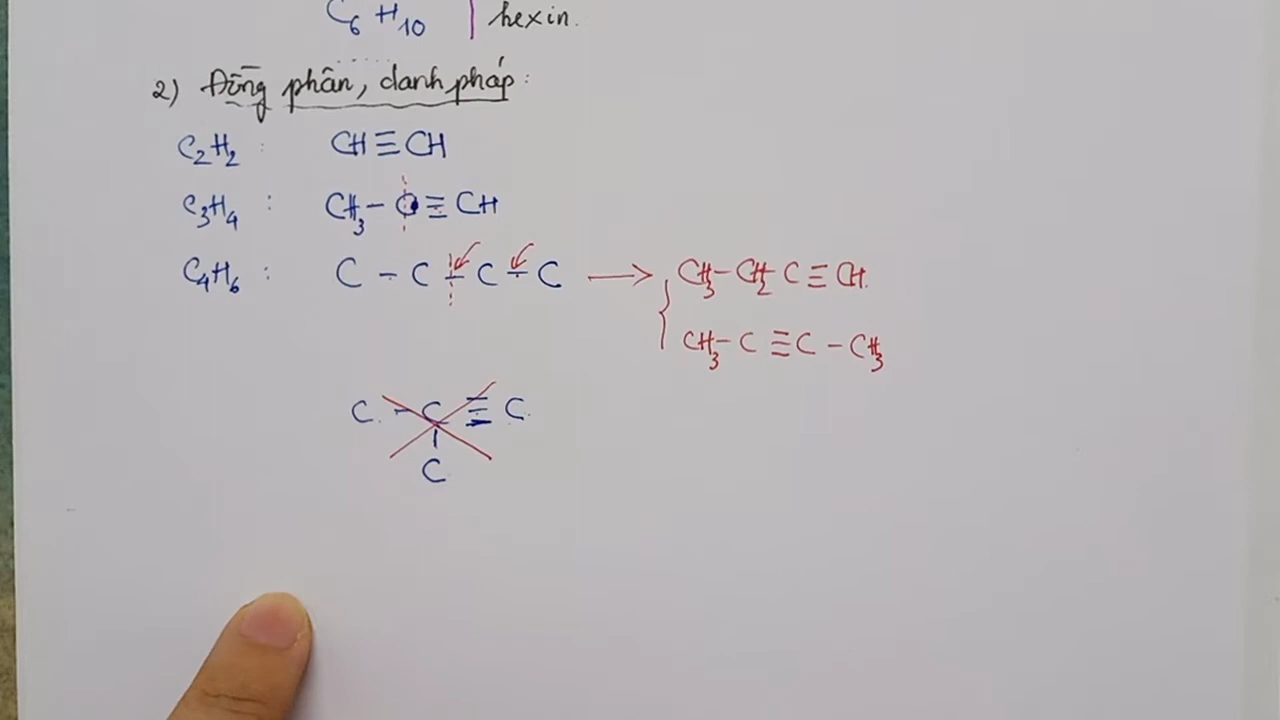 C₆H₁₀ | hexin.
2) Đồng phân, danh pháp:
C₂H₂ : CH≡CH
C₃H₄ : CH₃-C≡CH
C₄H₆ : C-C-C-C → CH₃-CH₂ C≡CH.
CH₃-C≡C-CH₃
C.-C≡C.
C